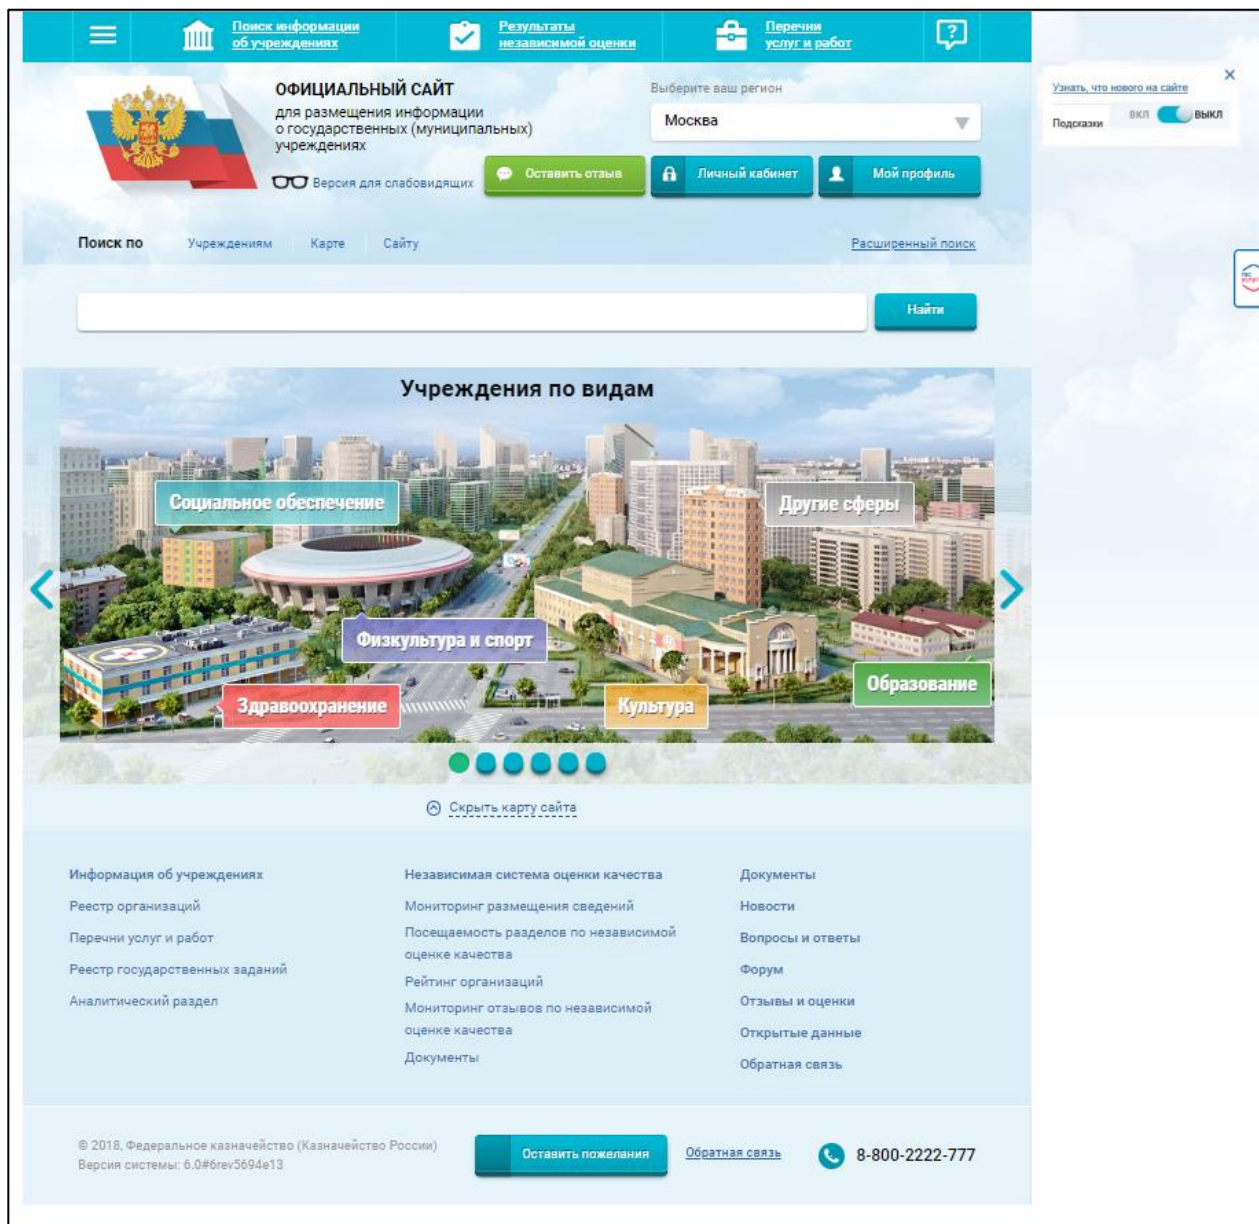 Поиск информации
об учреждениях
Результаты
независимой оценки
Перечни
услуг и работ
?
ОФИЦИАЛЬНЫЙ САЙТ
для размещения информации
о государственных (муниципальных)
учреждениях
Версия для слабовидящих
Выберите ваш регион
Москва
Оставить отзыв
Личный кабинет
Мой профиль
Узнать, что нового на сайте
Подсказки ВКЛ ВЫКЛ
Поиск по Учреждениям Карте Сайту Расширенный поиск
Найти
Учреждения по видам
Социальное обеспечение
Другие сферы
Физкультура и спорт
Образование
Здравоохранение
Культура
Скрыть карту сайта
Информация об учреждениях
Реестр организаций
Перечни услуг и работ
Реестр государственных заданий
Аналитический раздел
Независимая система оценки качества
Мониторинг размещения сведений
Посещаемость разделов по независимой
оценке качества
Рейтинг организаций
Мониторинг отзывов по независимой
оценке качества
Документы
Документы
Новости
Вопросы и ответы
Форум
Отзывы и оценки
Открытые данные
Обратная связь
© 2018, Федеральное казначейство (Казначейство России)
Версия системы: 6.0#6rev5694e13
Оставить пожелания
Обратная связь
8-800-2222-777